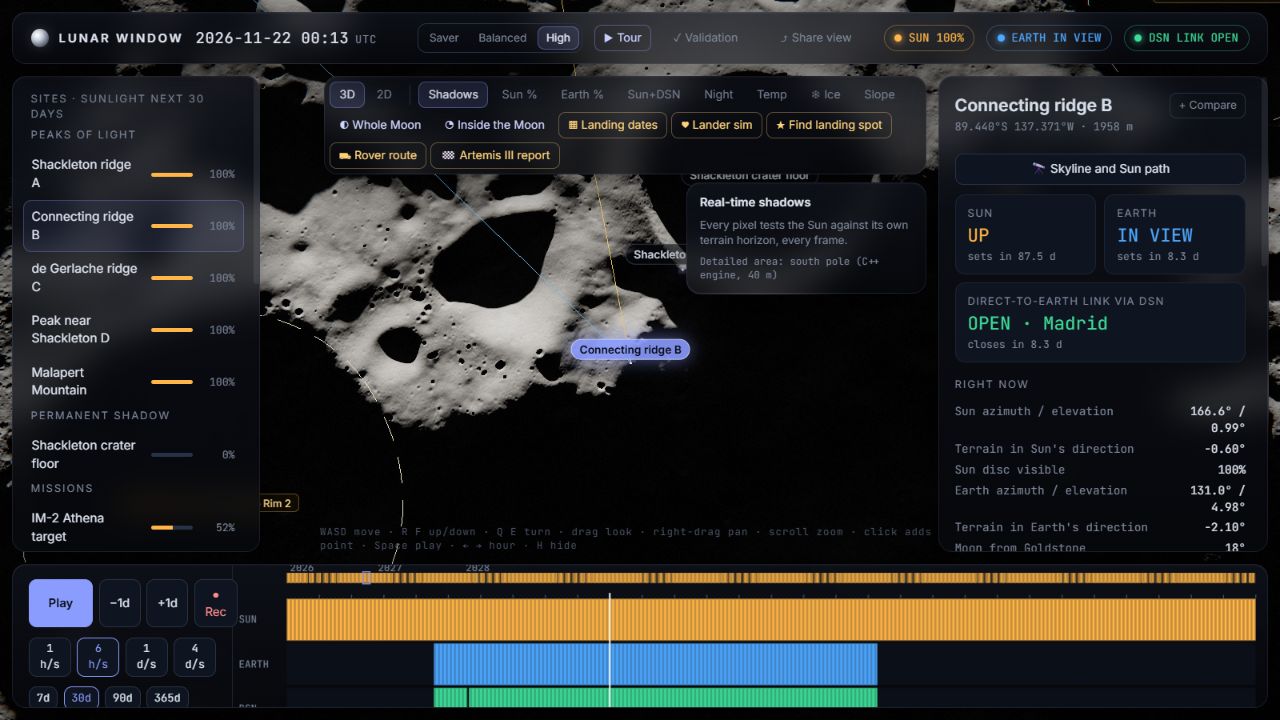 LUNAR WINDOW 2026-11-22 00:13 UTC
Saver Balanced High ▶ Tour ✓ Validation ⤴ Share view
SUN 100% EARTH IN VIEW DSN LINK OPEN
SITES · SUNLIGHT NEXT 30
DAYS
PEAKS OF LIGHT
Shackleton ridge
A
100%
Connecting ridge
B
100%
de Gerlache ridge
C
100%
Peak near
Shackleton D
100%
Malapert
Mountain
100%
PERMANENT SHADOW
Shackleton crater
floor
0%
MISSIONS
IM-2 Athena
target
52%
3D 2D Shadows Sun % Earth % Sun+DSN Night Temp ❄ Ice Slope
Whole Moon Inside the Moon Landing dates Lander sim ★ Find landing spot
Rover route Artemis III report
Shackleton crater floor
Real-time shadows
Every pixel tests the Sun against its own
terrain horizon, every frame.
Detailed area: south pole (C++
engine, 40 m)
Shackleto
Connecting ridge B
Rim 2
WASD move · R F up/down · Q E turn · drag look · right-drag pan · scroll zoom · click adds
point · Space play · ← → hour · H hide
Connecting ridge B
+ Compare
89.440°S 137.371°W · 1958 m
Skyline and Sun path
SUN
UP
sets in 87.5 d
EARTH
IN VIEW
sets in 8.3 d
DIRECT-TO-EARTH LINK VIA DSN
OPEN · Madrid
closes in 8.3 d
RIGHT NOW
Sun azimuth / elevation 166.6° /
0.99°
Terrain in Sun's direction -0.60°
Sun disc visible 100%
Earth azimuth / elevation 131.0° /
4.98°
Terrain in Earth's direction -2.10°
Moon from Goldstone 18°
Play −1d +1d ● Rec
1 h/s 6 h/s 1 d/s 4 d/s
7d 30d 90d 365d
2026 2027 2028
SUN
EARTH
DSN